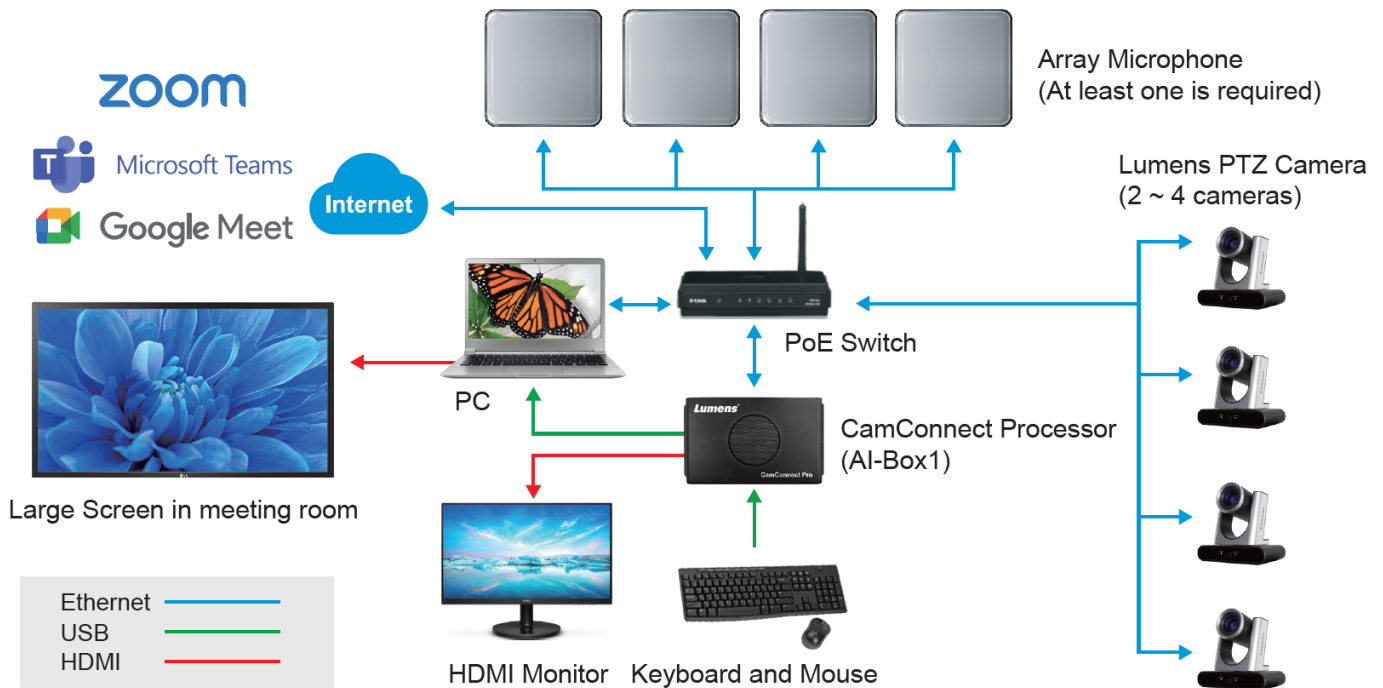 zoom
Microsoft Teams
Google Meet
Internet
Array Microphone
(At least one is required)
Lumens PTZ Camera
(2 ~ 4 cameras)
D-Link
PoE Switch
PC
Lumens
CamConnect Pro
CamConnect Processor
(AI-Box1)
Large Screen in meeting room
HDMI Monitor
Keyboard and Mouse
Ethernet
USB
HDMI